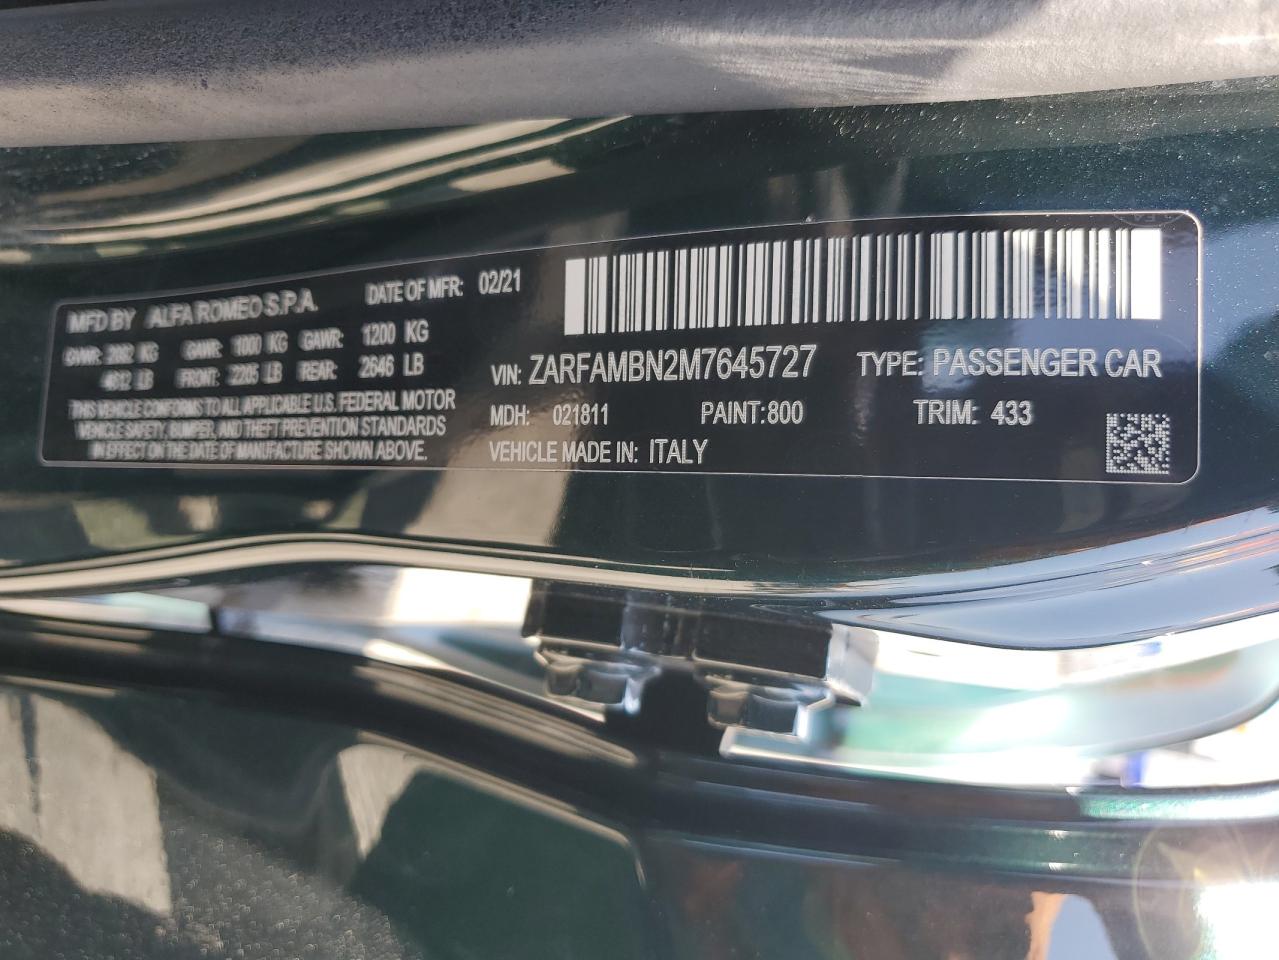 MFD BY ALFA ROMEO S.P.A. DATE OF MFR: 02/21
GVWR: 2082 KG GAWR: 1000 KG GAWR: 1200 KG
4612 LB FRONT: 2205 LB REAR: 2646 LB
THIS VEHICLE CONFORMS TO ALL APPLICABLE U.S. FEDERAL MOTOR
VEHICLE SAFETY, BUMPER, AND THEFT PREVENTION STANDARDS
IN EFFECT ON THE DATE OF MANUFACTURE SHOWN ABOVE.
VIN: ZARFAMBN2M7645727 TYPE: PASSENGER CAR
MDH: 021811 PAINT:800 TRIM: 433
VEHICLE MADE IN: ITALY